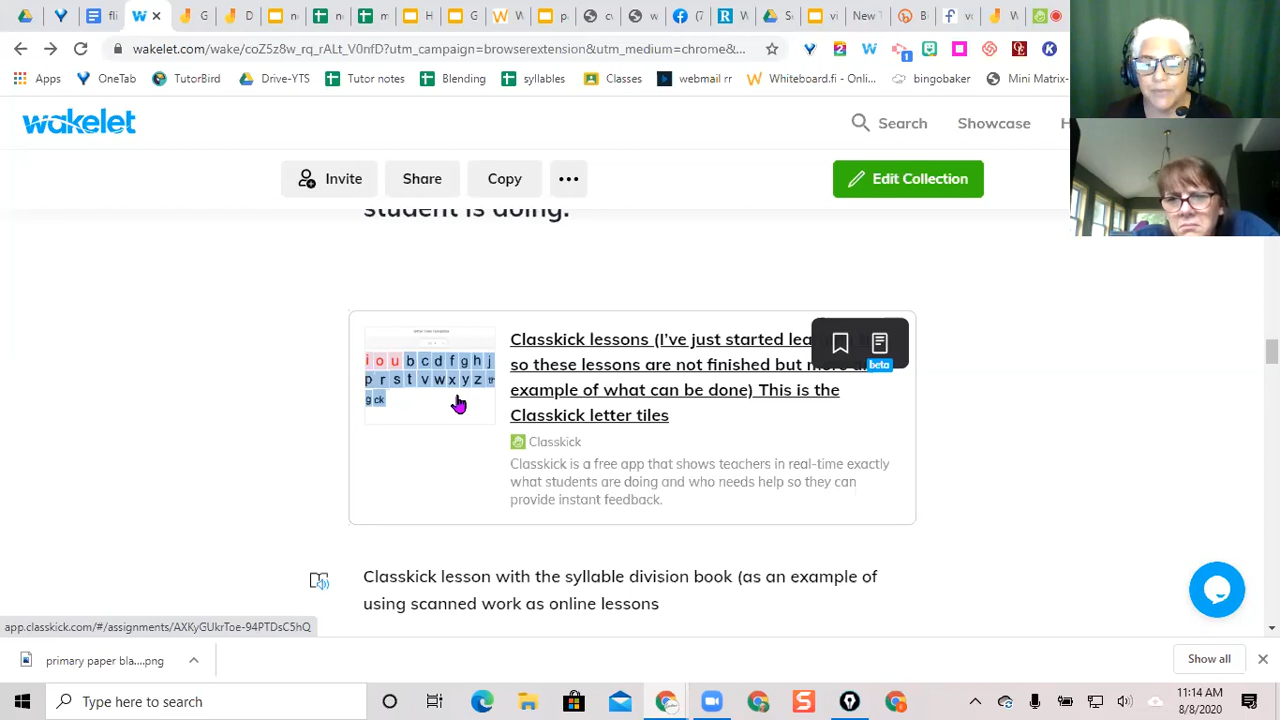 wakelet.com/wake/coZ5z8w_rq_rALt_V0nfD?utm_campaign=browserextension&utm_medium=chrome&...
Apps OneTab TutorBird Drive-YTS Tutor notes Blending syllables Classes webmail rr Whiteboard.fi - Onli... bingobaker Mini Matrix-
wakelet Search Showcase H
Invite Share Copy Edit Collection
student is doing.
Classkick lessons (I've just started lea
so these lessons are not finished but more a
beta
example of what can be done) This is the
Classkick letter tiles
i o u b c d f g h j
p r s t v w x y z th
g ck
Classkick
Classkick is a free app that shows teachers in real-time exactly
what students are doing and who needs help so they can
provide instant feedback.
Classkick lesson with the syllable division book (as an example of
using scanned work as online lessons
app.classkick.com/#/assignments/AXKyGUkrToe-94PTDsC5hQ
primary paper bla....png Show all
Type here to search
11:14 AM
8/8/2020